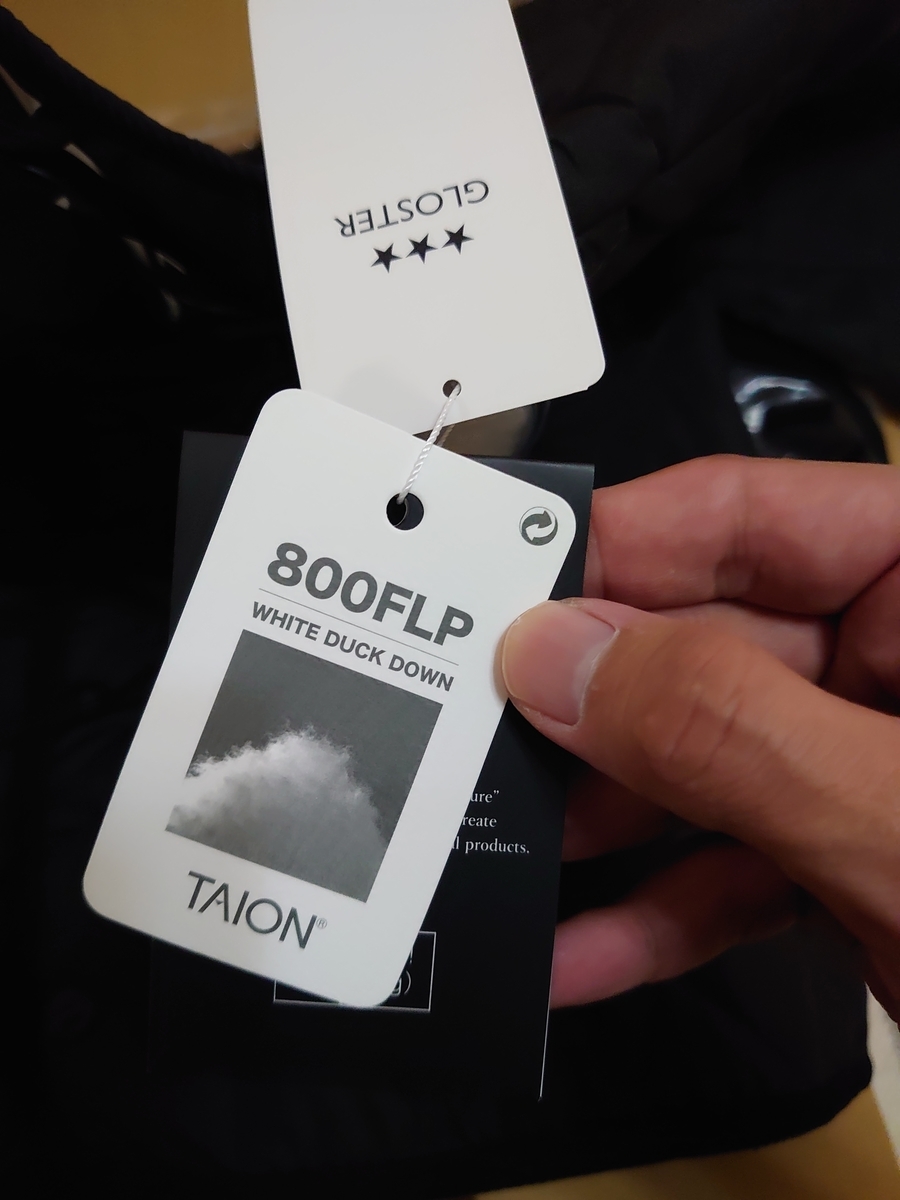 GLOSTER
★★★
800FLP
WHITE DUCK DOWN
TAION®
products.